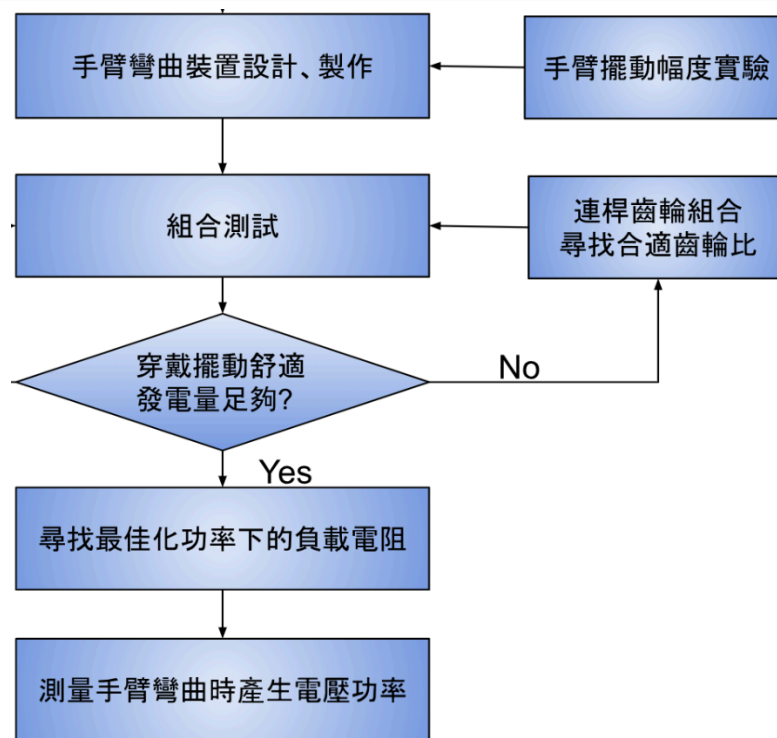 手臂彎曲裝置設計、製作
手臂擺動幅度實驗
組合測試
連桿齒輪組合
尋找合適齒輪比
穿戴擺動舒適
發電量足夠?
No
Yes
尋找最佳化功率下的負載電阻
測量手臂彎曲時產生電壓功率